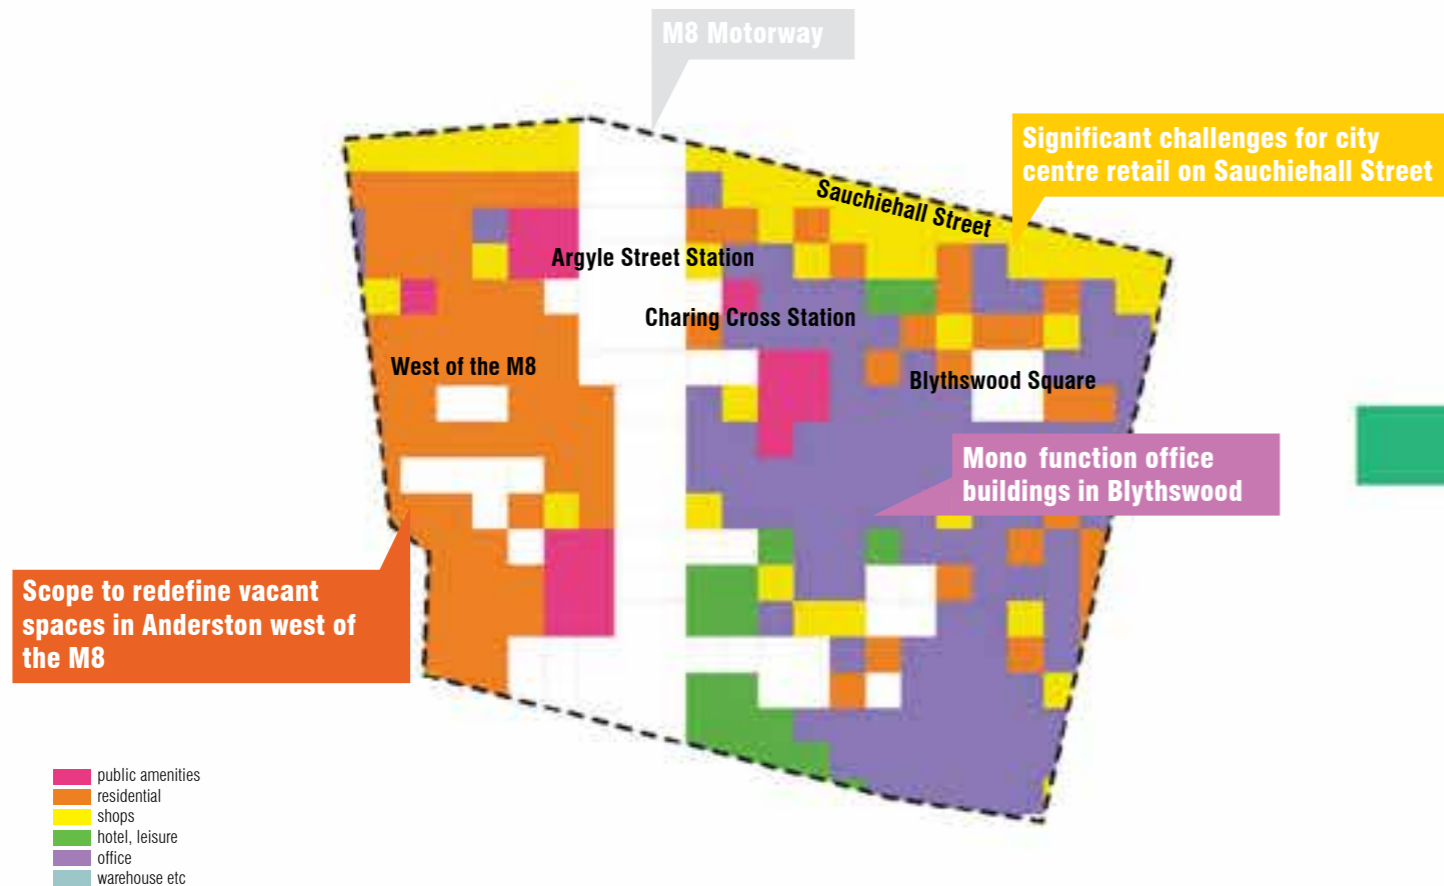 M8 Motorway
Significant challenges for city
centre retail on Sauchiehall Street
Sauchiehall Street
Argyle Street Station
Charing Cross Station
West of the M8
Blythswood Square
Mono function office
buildings in Blythswood
Scope to redefine vacant
spaces in Anderston west of
the M8
public amenities
residential
shops
hotel, leisure
office
warehouse etc